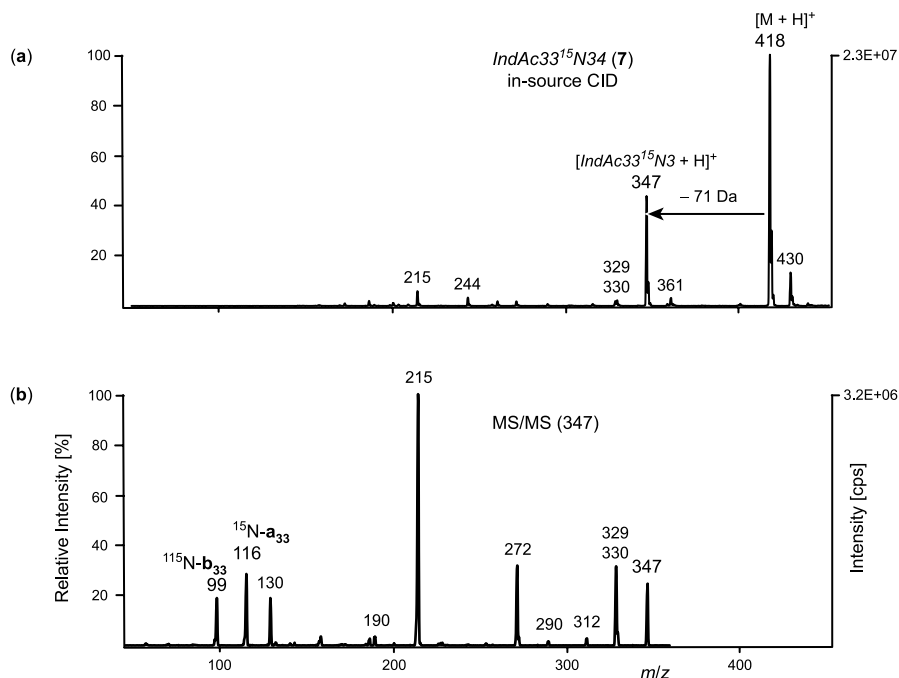 (a)
[M + H]⁺
418
100
2.3E+07
IndAc33¹⁵N34 (7)
in-source CID
80
60
[IndAc33¹⁵N3 + H]⁺
347
– 71 Da
40
20
215
244
329
330
361
430
200
300
400
(b)
215
100
3.2E+06
MS/MS (347)
80
60
40
20
¹¹⁵N-b₃₃
99
¹⁵N-a₃₃
116
130
190
272
290
312
329
330
347
Relative Intensity [%]
Intensity [cps]
100
200
300
m/z
400